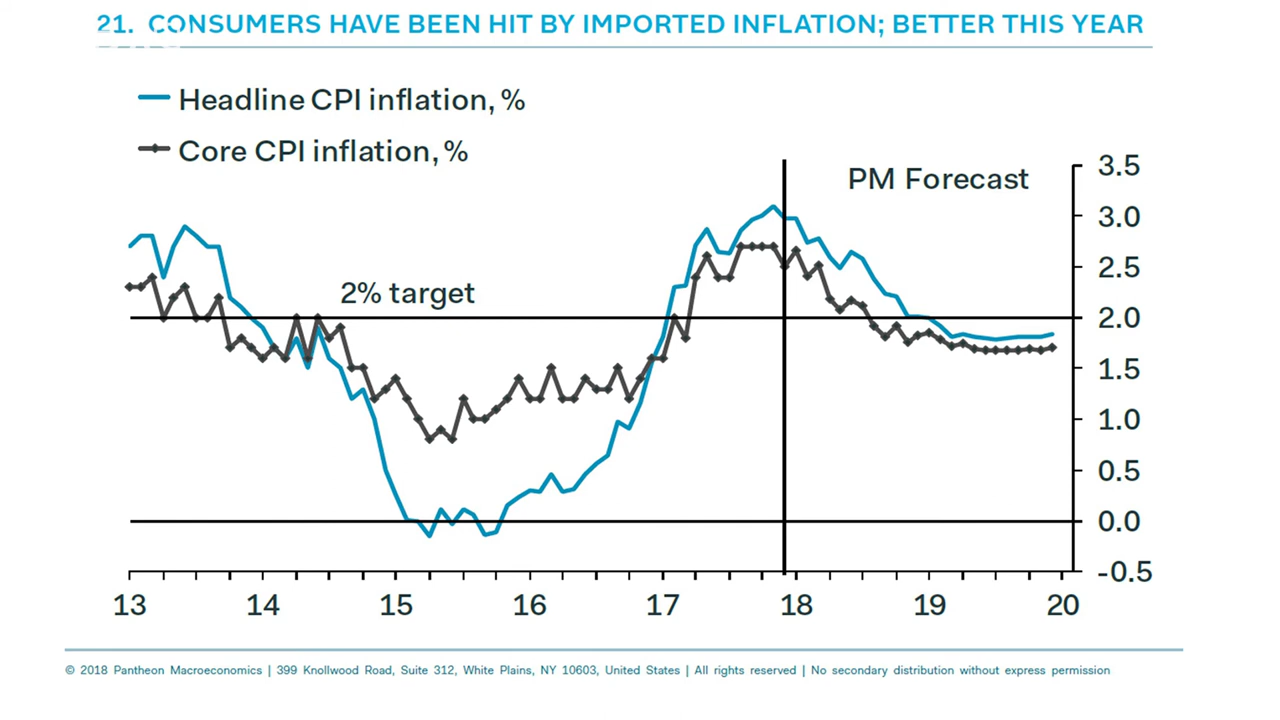 21. CONSUMERS HAVE BEEN HIT BY IMPORTED INFLATION; BETTER THIS YEAR
Headline CPI inflation, %
Core CPI inflation, %
PM Forecast
2% target
3.5
3.0
2.5
2.0
1.5
1.0
0.5
0.0
-0.5
13 14 15 16 17 18 19 20
© 2018 Pantheon Macroeconomics | 399 Knollwood Road, Suite 312, White Plains, NY 10603, United States | All rights reserved | No secondary distribution without express permission